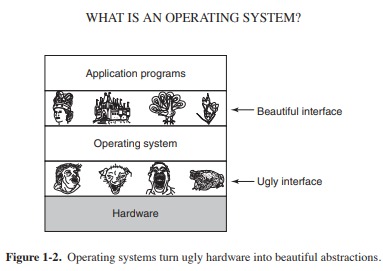 WHAT IS AN OPERATING SYSTEM?
Application programs
Beautiful interface
Operating system
Ugly interface
Hardware
Figure 1-2. Operating systems turn ugly hardware into beautiful abstractions.